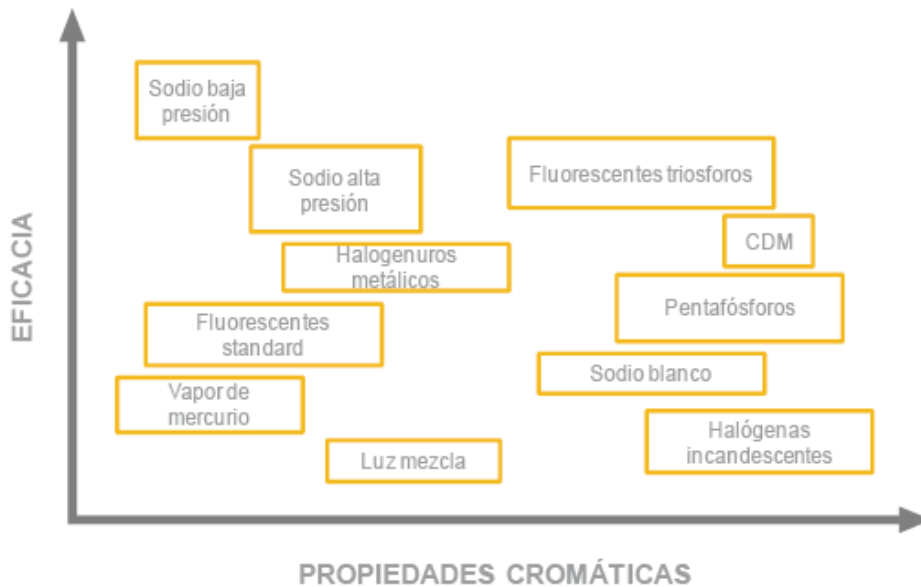 Sodio baja
presión
Sodio alta
presión
Fluorescentes triosforos
CDM
Halogenuros
metálicos
Pentafósforos
Fluorescentes
standard
Sodio blanco
Vapor de
mercurio
Halógenas
incandescentes
Luz mezcla
EFICACIA
PROPIEDADES CROMÁTICAS